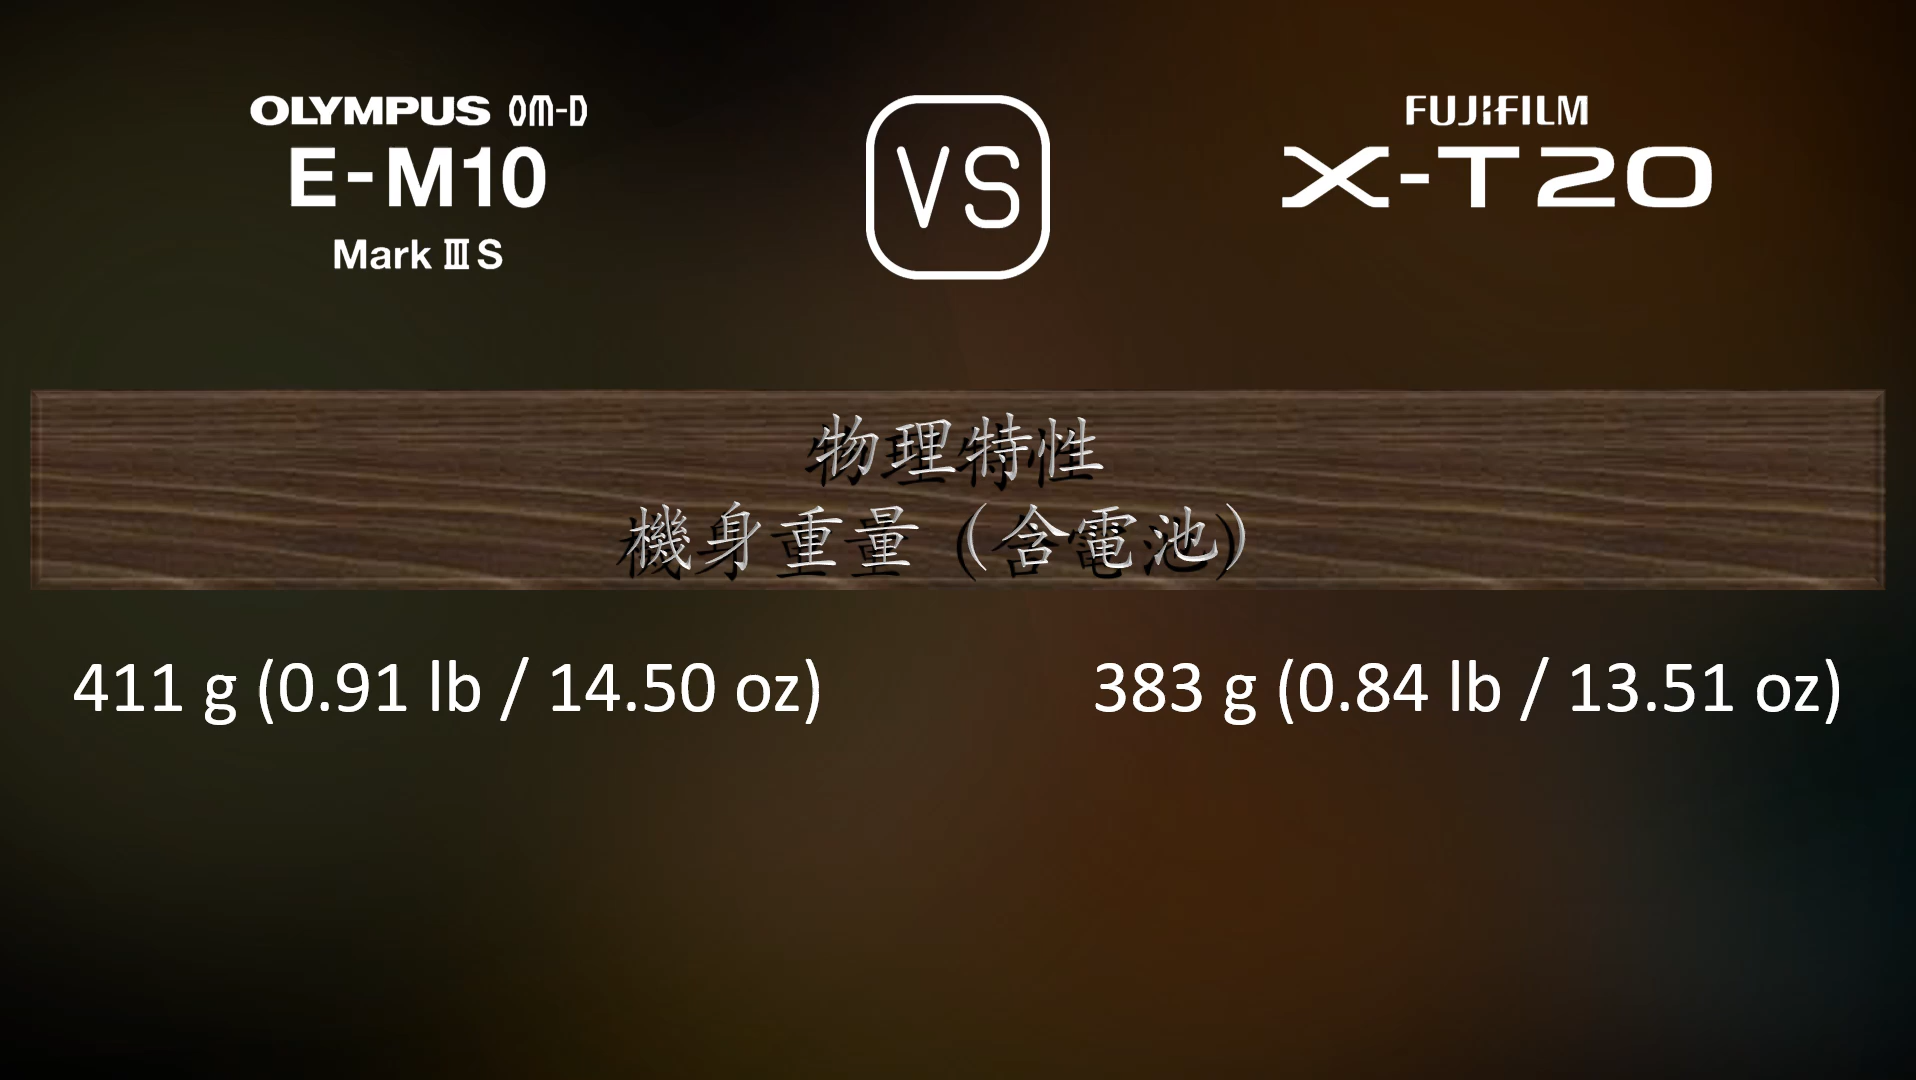 OLYMPUS OM-D
E-M10
Mark III S
VS
FUJIFILM
X-T20
物理特性
機身重量（含電池）
411 g (0.91 lb / 14.50 oz)
383 g (0.84 lb / 13.51 oz)